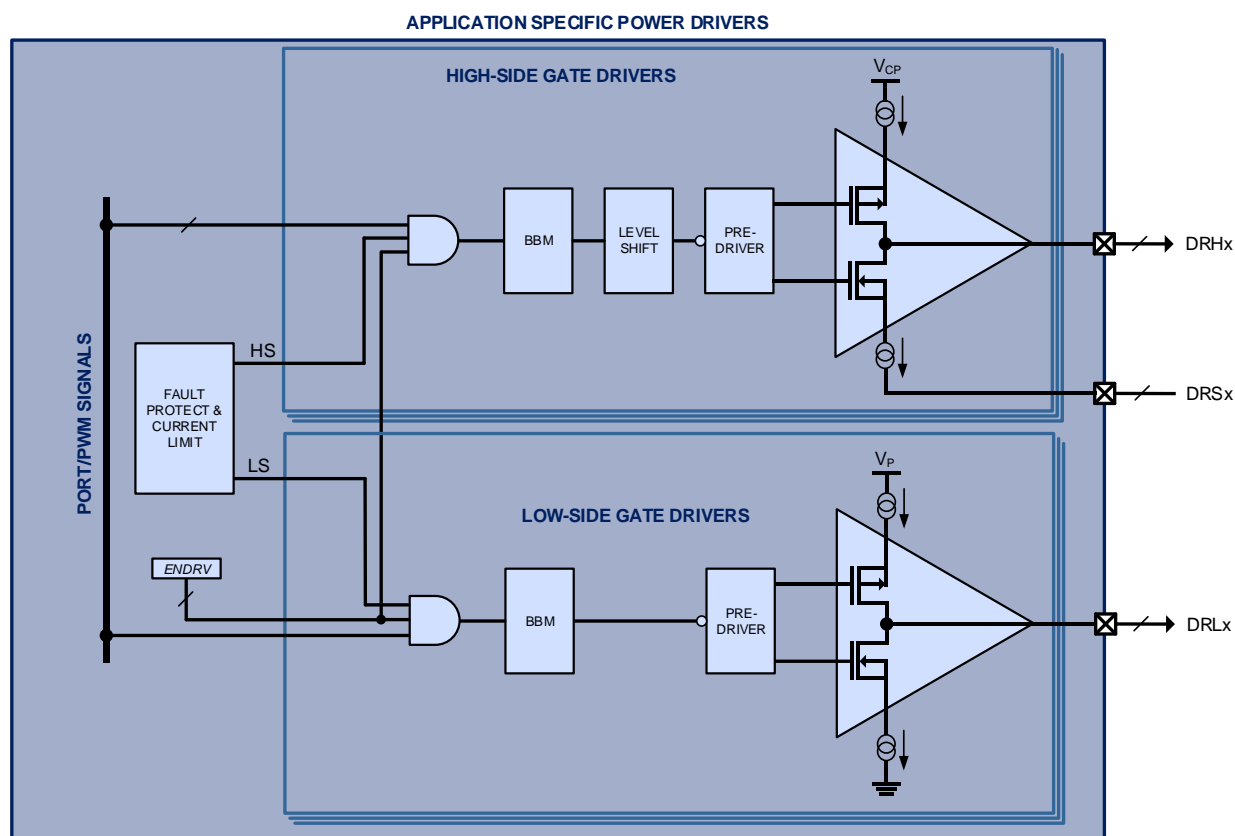 APPLICATION SPECIFIC POWER DRIVERS
HIGH-SIDE GATE DRIVERS
VCP
BBM
LEVEL
SHIFT
PRE-
DRIVER
DRHx
DRSx
PORT/PWM SIGNALS
FAULT
PROTECT &
CURRENT
LIMIT
HS
LS
ENDRV
LOW-SIDE GATE DRIVERS
VP
BBM
PRE-
DRIVER
DRLx